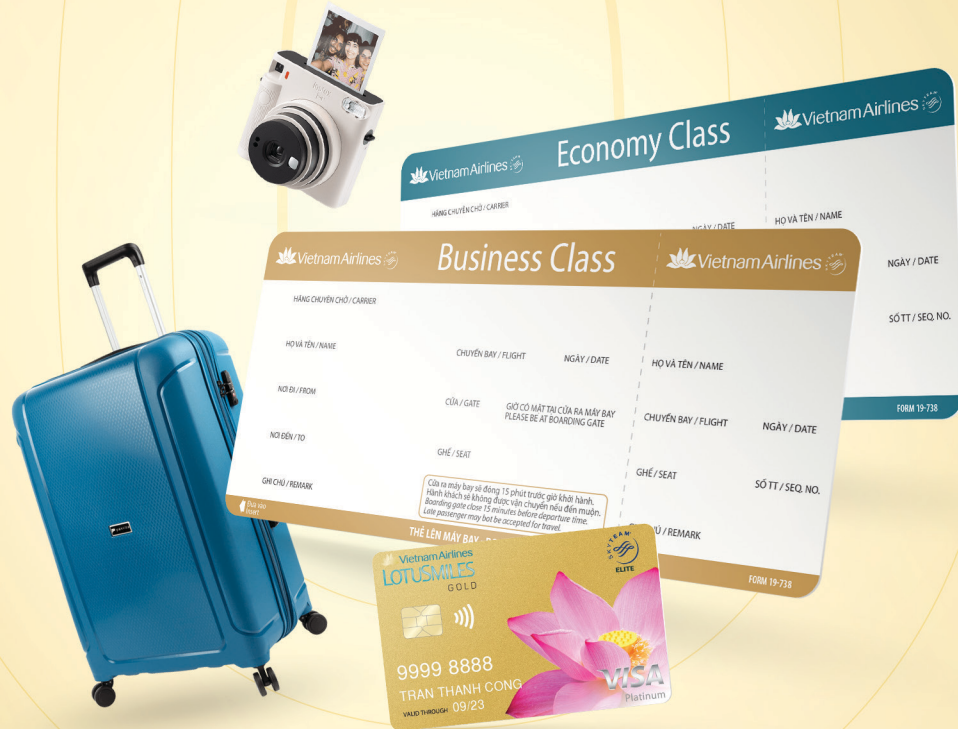 Vietnam Airlines
Economy Class
Vietnam Airlines
HÃNG CHUYÊN CHỞ / CARRIER
NGÀY / DATE
HỌ VÀ TÊN / NAME
NGÀY / DATE
SỐ TT / SEQ. NO.
FORM 19-738
Vietnam Airlines
Business Class
Vietnam Airlines
HÃNG CHUYÊN CHỞ / CARRIER
HỌ VÀ TÊN / NAME
CHUYẾN BAY / FLIGHT
NGÀY / DATE
NƠI ĐI / FROM
CỬA / GATE
GIỜ CÓ MẶT TẠI CỬA RA MÁY BAY
PLEASE BE AT BOARDING GATE
NƠI ĐẾN / TO
GHẾ / SEAT
GHI CHÚ / REMARK
Cửa ra máy bay sẽ đóng 15 phút trước giờ khởi hành.
Hành khách sẽ không được vận chuyển nếu đến muộn.
Boarding gate close 15 minutes before departure time.
Late passenger may bot be accepted for travel.
Đưa vào
Insert
THẺ LÊN MÁY BAY
HỌ VÀ TÊN / NAME
CHUYẾN BAY / FLIGHT
NGÀY / DATE
GHẾ / SEAT
SỐ TT / SEQ. NO.
/ REMARK
FORM 19-738
Vietnam Airlines
LOTUSMILES
GOLD
SKYTEAM
ELITE
9999 8888
TRAN THANH CONG
VALID THROUGH 09/23
VISA
Platinum